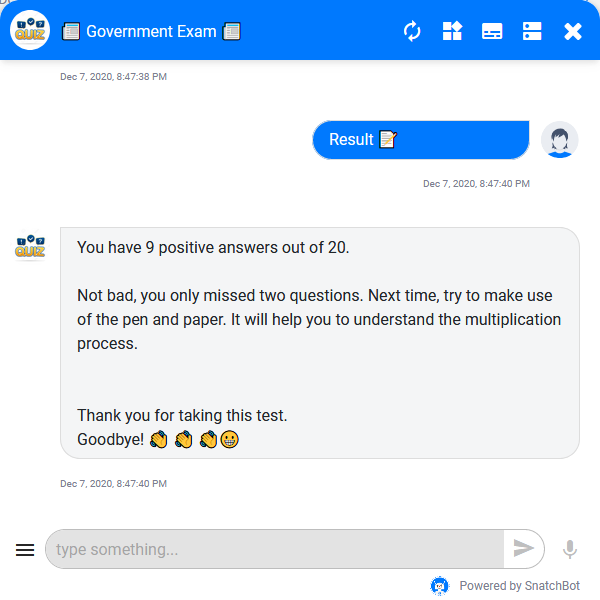 QUIZ
Government Exam
Dec 7, 2020, 8:47:38 PM
Result
Dec 7, 2020, 8:47:40 PM
QUIZ
You have 9 positive answers out of 20.
Not bad, you only missed two questions. Next time, try to make use
of the pen and paper. It will help you to understand the multiplication
process.
Thank you for taking this test.
Goodbye! 👏 👏 👏😀
Dec 7, 2020, 8:47:40 PM
type something...
Powered by SnatchBot